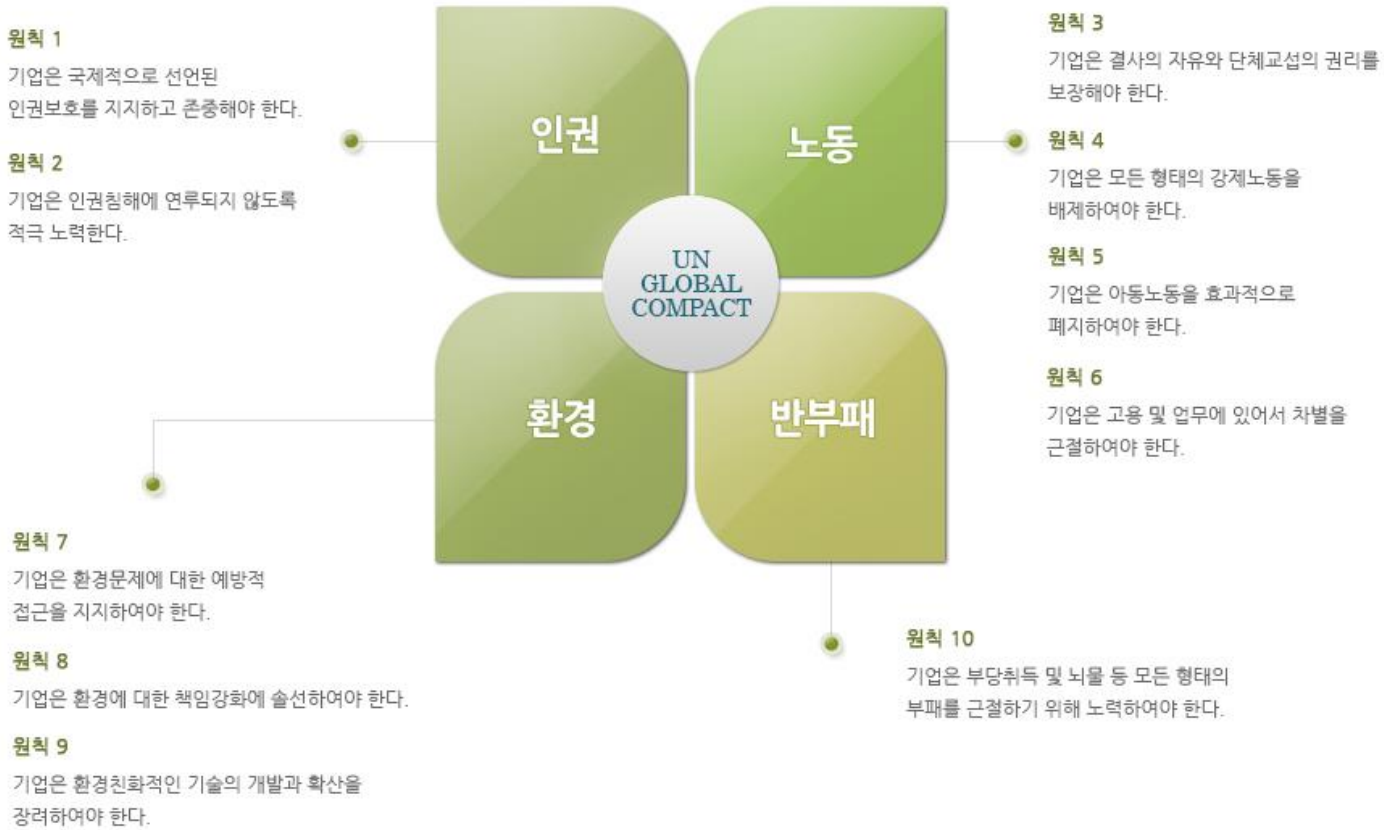 원칙 1
기업은 국제적으로 선언된
인권보호를 지지하고 존중해야 한다.
원칙 2
기업은 인권침해에 연루되지 않도록
적극 노력한다.
인권
노동
UN
GLOBAL
COMPACT
환경
반부패
원칙 3
기업은 결사의 자유와 단체교섭의 권리를
보장해야 한다.
원칙 4
기업은 모든 형태의 강제노동을
배제하여야 한다.
원칙 5
기업은 아동노동을 효과적으로
폐지하여야 한다.
원칙 6
기업은 고용 및 업무에 있어서 차별을
근절하여야 한다.
원칙 7
기업은 환경문제에 대한 예방적
접근을 지지하여야 한다.
원칙 8
기업은 환경에 대한 책임강화에 솔선하여야 한다.
원칙 9
기업은 환경친화적인 기술의 개발과 확산을
장려하여야 한다.
원칙 10
기업은 부당취득 및 뇌물 등 모든 형태의
부패를 근절하기 위해 노력하여야 한다.